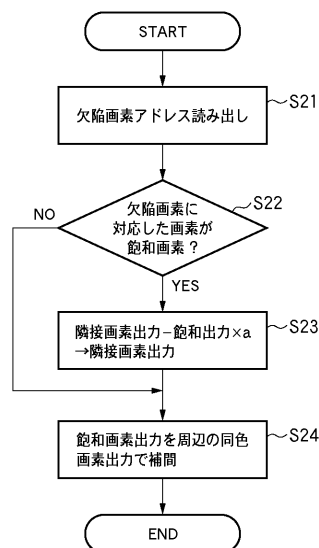 START
欠陥画素アドレス読み出し
S21
欠陥画素に
対応した画素が
飽和画素？
S22
NO
YES
隣接画素出力−飽和出力×a
→隣接画素出力
S23
飽和画素出力を周辺の同色
画素出力で補間
S24
END